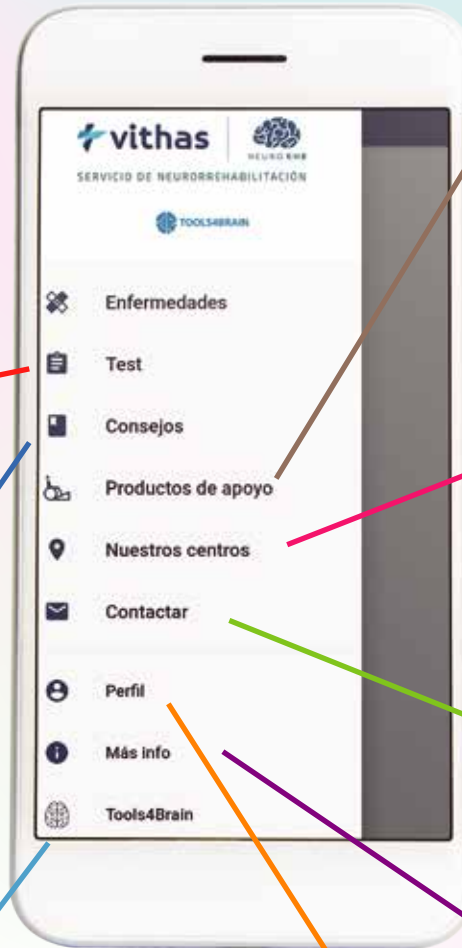 vithas
NEURO RHB
SERVICIO DE NEURORREHABILITACIÓN
TOOLS4BRAIN
Enfermedades
Test
Consejos
Productos de apoyo
Nuestros centros
Contactar
Perfil
Más info
Tools4Brain